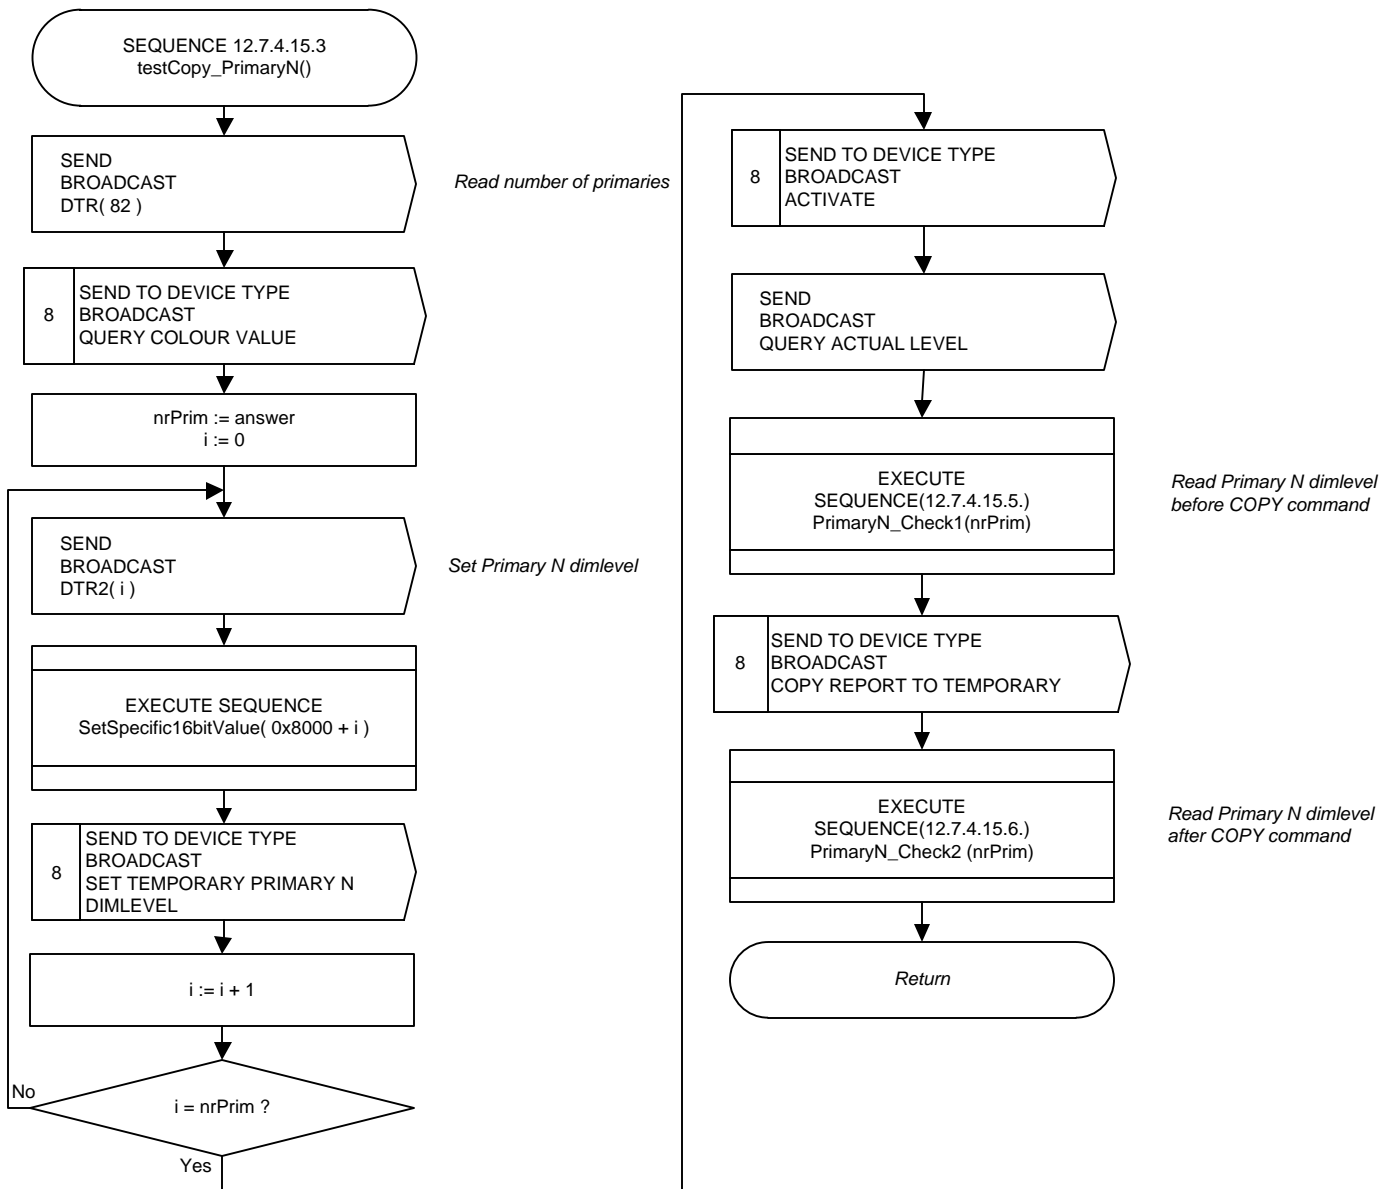 SEQUENCE 12.7.4.15.3
testCopy_PrimaryN()
SEND
BROADCAST
DTR( 82 )
Read number of primaries
8
SEND TO DEVICE TYPE
BROADCAST
QUERY COLOUR VALUE
nrPrim := answer
i := 0
SEND
BROADCAST
DTR2( i )
Set Primary N dimlevel
EXECUTE SEQUENCE
SetSpecific16bitValue( 0x8000 + i )
8
SEND TO DEVICE TYPE
BROADCAST
SET TEMPORARY PRIMARY N
DIMLEVEL
i := i + 1
No
i = nrPrim ?
Yes
8
SEND TO DEVICE TYPE
BROADCAST
ACTIVATE
SEND
BROADCAST
QUERY ACTUAL LEVEL
EXECUTE
SEQUENCE(12.7.4.15.5.)
PrimaryN_Check1(nrPrim)
Read Primary N dimlevel
before COPY command
8
SEND TO DEVICE TYPE
BROADCAST
COPY REPORT TO TEMPORARY
EXECUTE
SEQUENCE(12.7.4.15.6.)
PrimaryN_Check2 (nrPrim)
Read Primary N dimlevel
after COPY command
Return